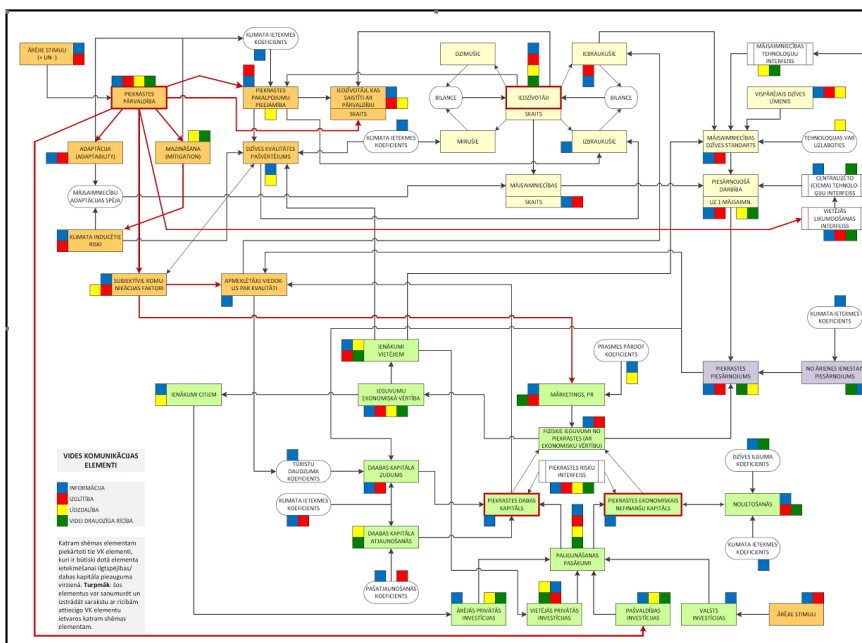 ĀRĒJIE STIMULI
(+ UN -)
PIEKRASTES
PĀRVALDĪBA
KLIMATA IETEKMES
KOEFICIENTS
PIEKRASTES
PAKALPOJUMU
PIEEJAMĪBA
IEDZĪVOTĀJI, KAS
SAISTĪTI AR
PĀRVALDĪBU
SKAITS
DZIMUŠIE
BILANCE
MIRUŠIE
IEDZĪVOTĀJI
SKAITS
IEBRAUKUŠIE
BILANCE
IZBRAUKUŠIE
MĀJSAIMNIECĪBAS
TEHNOLOĢIJU
INTERFEISS
VISPĀRĒJAIS DZĪVES
LĪMENIS
ADAPTĀCIJA
(ADAPTABILITY)
MAZINĀŠANA
(MITIGATION)
DZĪVES KVALITĀTES
PAŠVĒRTĒJUMS
KLIMATA IETEKMES
KOEFICIENTS
MĀJSAIMNIECĪBAS
DZĪVES STANDARTS
TEHNOLOĢIJAS VAR
UZLABOTIES
MĀJSAIMNIECĪBU
ADAPTĀCIJAS SPĒJA
MĀJSAIMNIECĪBAS
SKAITS
PIESĀRŅOJOŠĀ
DARBĪBA
UZ 1 MĀJSAIMN.
CENTRALIZĒTO
(CIEMA) TEHNOLO-
ĢIJU INTERFEISS
VIETĒJĀS
LIKUMDOŠANAS
INTERFEISS
KLIMATA INDUCĒTIE
RISKI
SUBJEKTĪVIE KOMU-
NIKĀCIJAS FAKTORI
APMEKLĒTĀJU VIEDOK-
LIS PAR KVALITĀTI
KLIMATA IETEKMES
KOEFICIENTS
IENĀKUMI
VIETĒJIEM
PRASMES PĀRDOT
KOEFICIENTS
PIEKRASTES
PIESĀRŅOJUMS
NO ĀRIENES IENESTAIS
PIESĀRŅOJUMS
IENĀKUMI CITIEM
IEGUVUMU
EKONOMISKĀ VĒRTĪBA
MĀRKETINGS, PR
FIZISKIE IEGUVUMI NO
PIEKRASTES (AR
EKONOMISKU VĒRTĪBU)
VIDES KOMUNIKĀCIJAS
ELEMENTI
INFORMĀCIJA
IZGLĪTĪBA
LĪDZDALĪBA
VIDEI DRAUDZĪGA RĪCĪBA
Katram shēmas elementam
piekārtoti tie VK elementi,
kuri ir būtiski dotā elementa
ietekmēšanai ilgtspējības/
dabas kapitāla pieauguma
virzienā. Turpmāk: šos
elementus var sanumurēt un
izstrādāt sarakstu ar rīcībām
attiecīgo VK elementu
ietvaros katram shēmas
elementam.
TŪRISTU
DAUDZUMA
KOEFICIENTS
DAABAS KAPITĀLA
ZUDUMS
PIEKRASTES RISKU
INTERFEISS
DZĪVES ILGUMA
KOEFICIENTS
KLIMATA IETEKMES
KOEFICIENTS
PIEKRASTES DABAS
KAPITĀLS
PIEKRASTES EKONOMISKAIS
NEFINANŠU KAPITĀLS
NOLIETOŠANĀS
DAABAS KAPITĀLA
ATJAUNOŠANĀS
PALIELINĀŠANAS
PASĀKUMI
KLIMATA IETEKMES
KOEFICIENTS
PAŠATJAUNOŠANĀS
KOEFICIENTS
ĀRĒJĀS PRIVĀTĀS
INVESTĪCIJAS
VIETĒJĀS PRIVĀTĀS
INVESTĪCIJAS
PAŠVALDĪBAS
INVESTĪCIJAS
VALSTS
INVESTĪCIJAS
ĀRĒJIE STIMULI